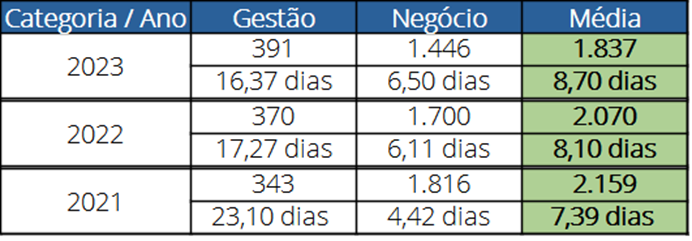 Categoria / Ano Gestão Negócio Média
2023 391 1.446 1.837
16,37 dias 6,50 dias 8,70 dias
2022 370 1.700 2.070
17,27 dias 6,11 dias 8,10 dias
2021 343 1.816 2.159
23,10 dias 4,42 dias 7,39 dias